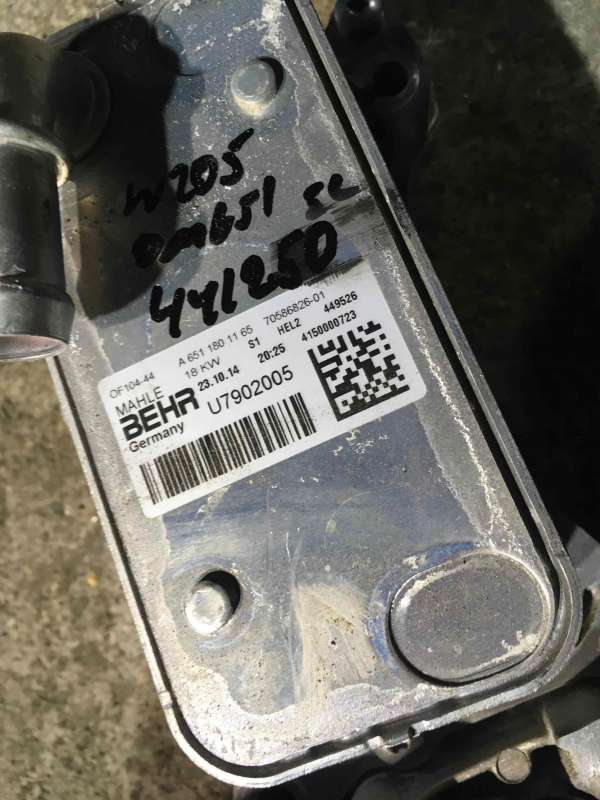 W205
OM651 SL
441250
OF104-44 A 651 180 11 65 70586826-01
MAHLE 18 KW S1 HEL2 449526
BEHR 23.10.14 20:25 4150000723
Germany U7902005